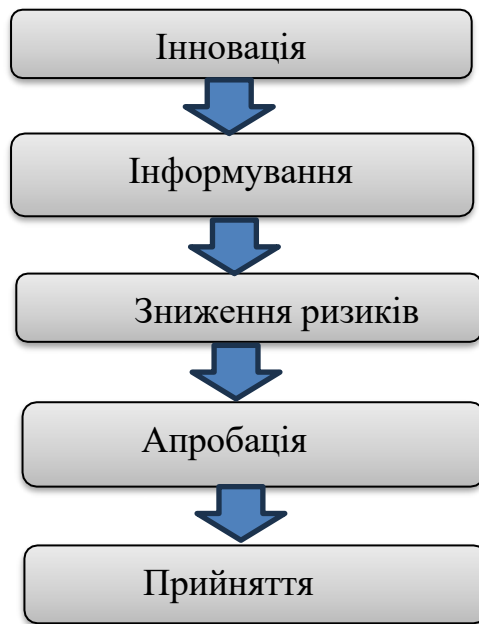 Інновація
Інформування
Зниження ризиків
Апробація
Прийняття